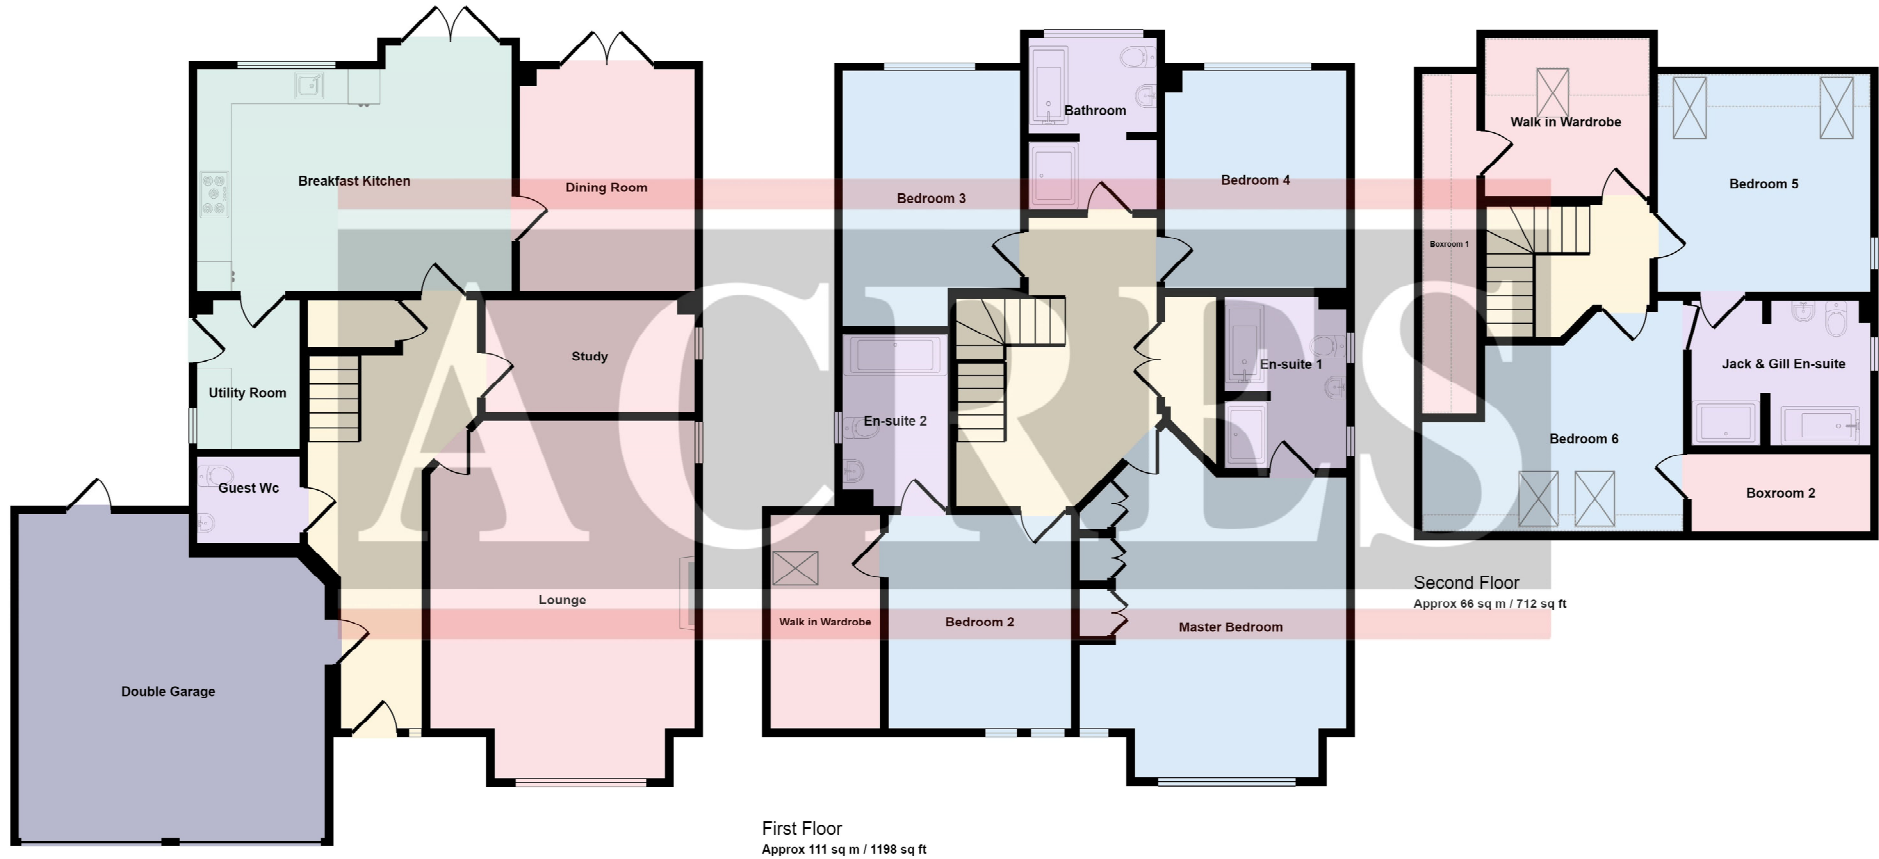 Breakfast Kitchen
Dining Room
Study
Utility Room
Guest Wc
Lounge
Double Garage
Bathroom
Bedroom 3
Bedroom 4
En-suite 1
En-suite 2
Walk in Wardrobe
Bedroom 2
Master Bedroom
First Floor
Approx 111 sq m / 1198 sq ft
Walk in Wardrobe
Bedroom 5
Boxroom 1
Jack & Gill En-suite
Bedroom 6
Boxroom 2
Second Floor
Approx 66 sq m / 712 sq ft
ACRES